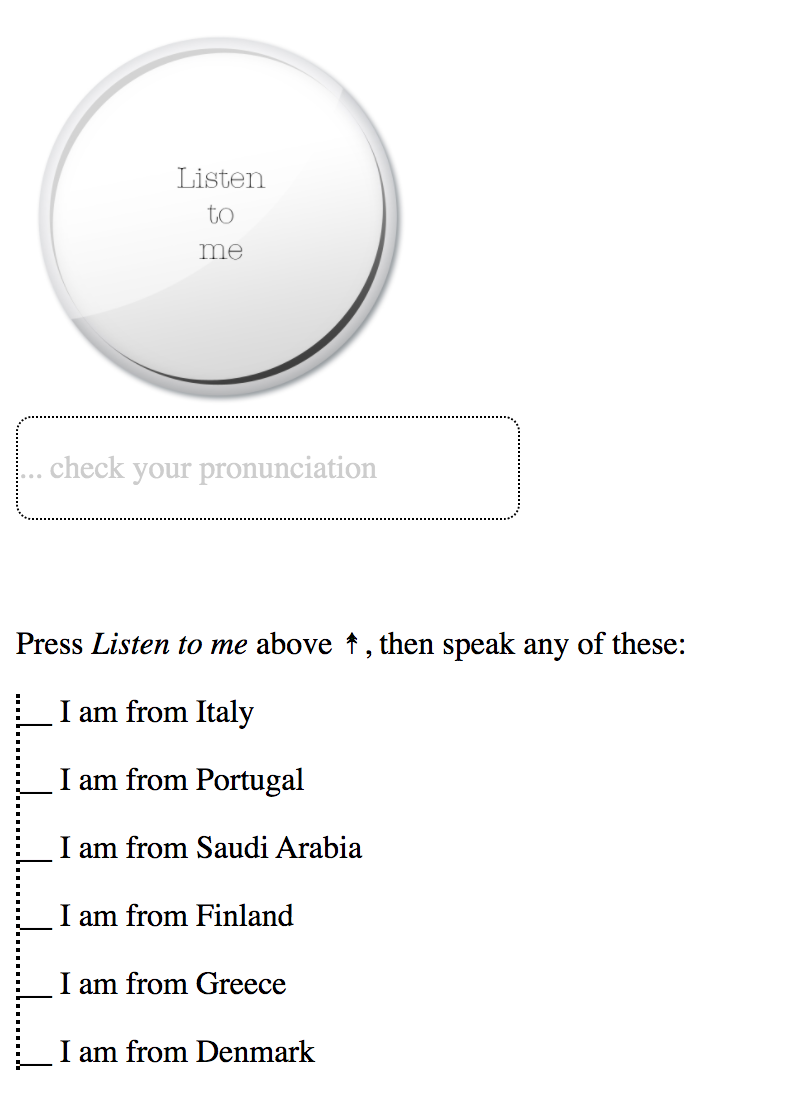 Listen
to
me
... check your pronunciation
Press Listen to me above ↟, then speak any of these:
__ I am from Italy
__ I am from Portugal
__ I am from Saudi Arabia
__ I am from Finland
__ I am from Greece
__ I am from Denmark